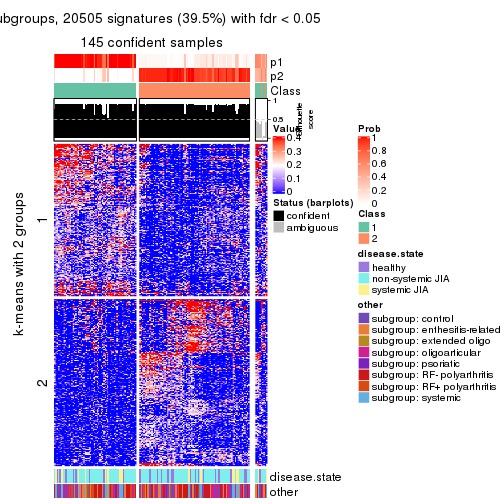 ubgroups, 20505 signatures (39.5%) with fdr < 0.05
145 confident samples
p1
p2
Class
1
0.5
0
silhouette
score
k-means with 2 groups
1
2
Value
0.4
0.3
0.2
0.1
0
Status (barplots)
confident
ambiguous
Prob
1
0.8
0.6
0.4
0.2
0
Class
1
2
disease.state
healthy
non-systemic JIA
systemic JIA
other
subgroup: control
subgroup: enthesitis-related
subgroup: extended oligo
subgroup: oligoarticular
subgroup: psoriatic
subgroup: RF- polyarthritis
subgroup: RF+ polyarthritis
subgroup: systemic
disease.state
other